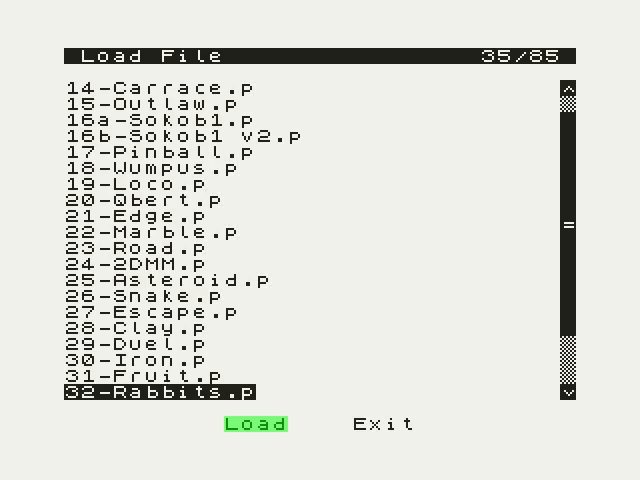 Load File 35/85
14-Carrace.p
15-Outlaw.p
16a-Sokob1.p
16b-Sokob1 v2.p
17-Pinball.p
18-Wumpus.p
19-Loco.p
20-Qbert.p
21-Edge.p
22-Marble.p
23-Road.p
24-2DMM.p
25-Asteroid.p
26-Snake.p
27-Escape.p
28-Clay.p
29-Duel.p
30-Iron.p
31-Fruit.p
32-Rabbits.p
Load Exit